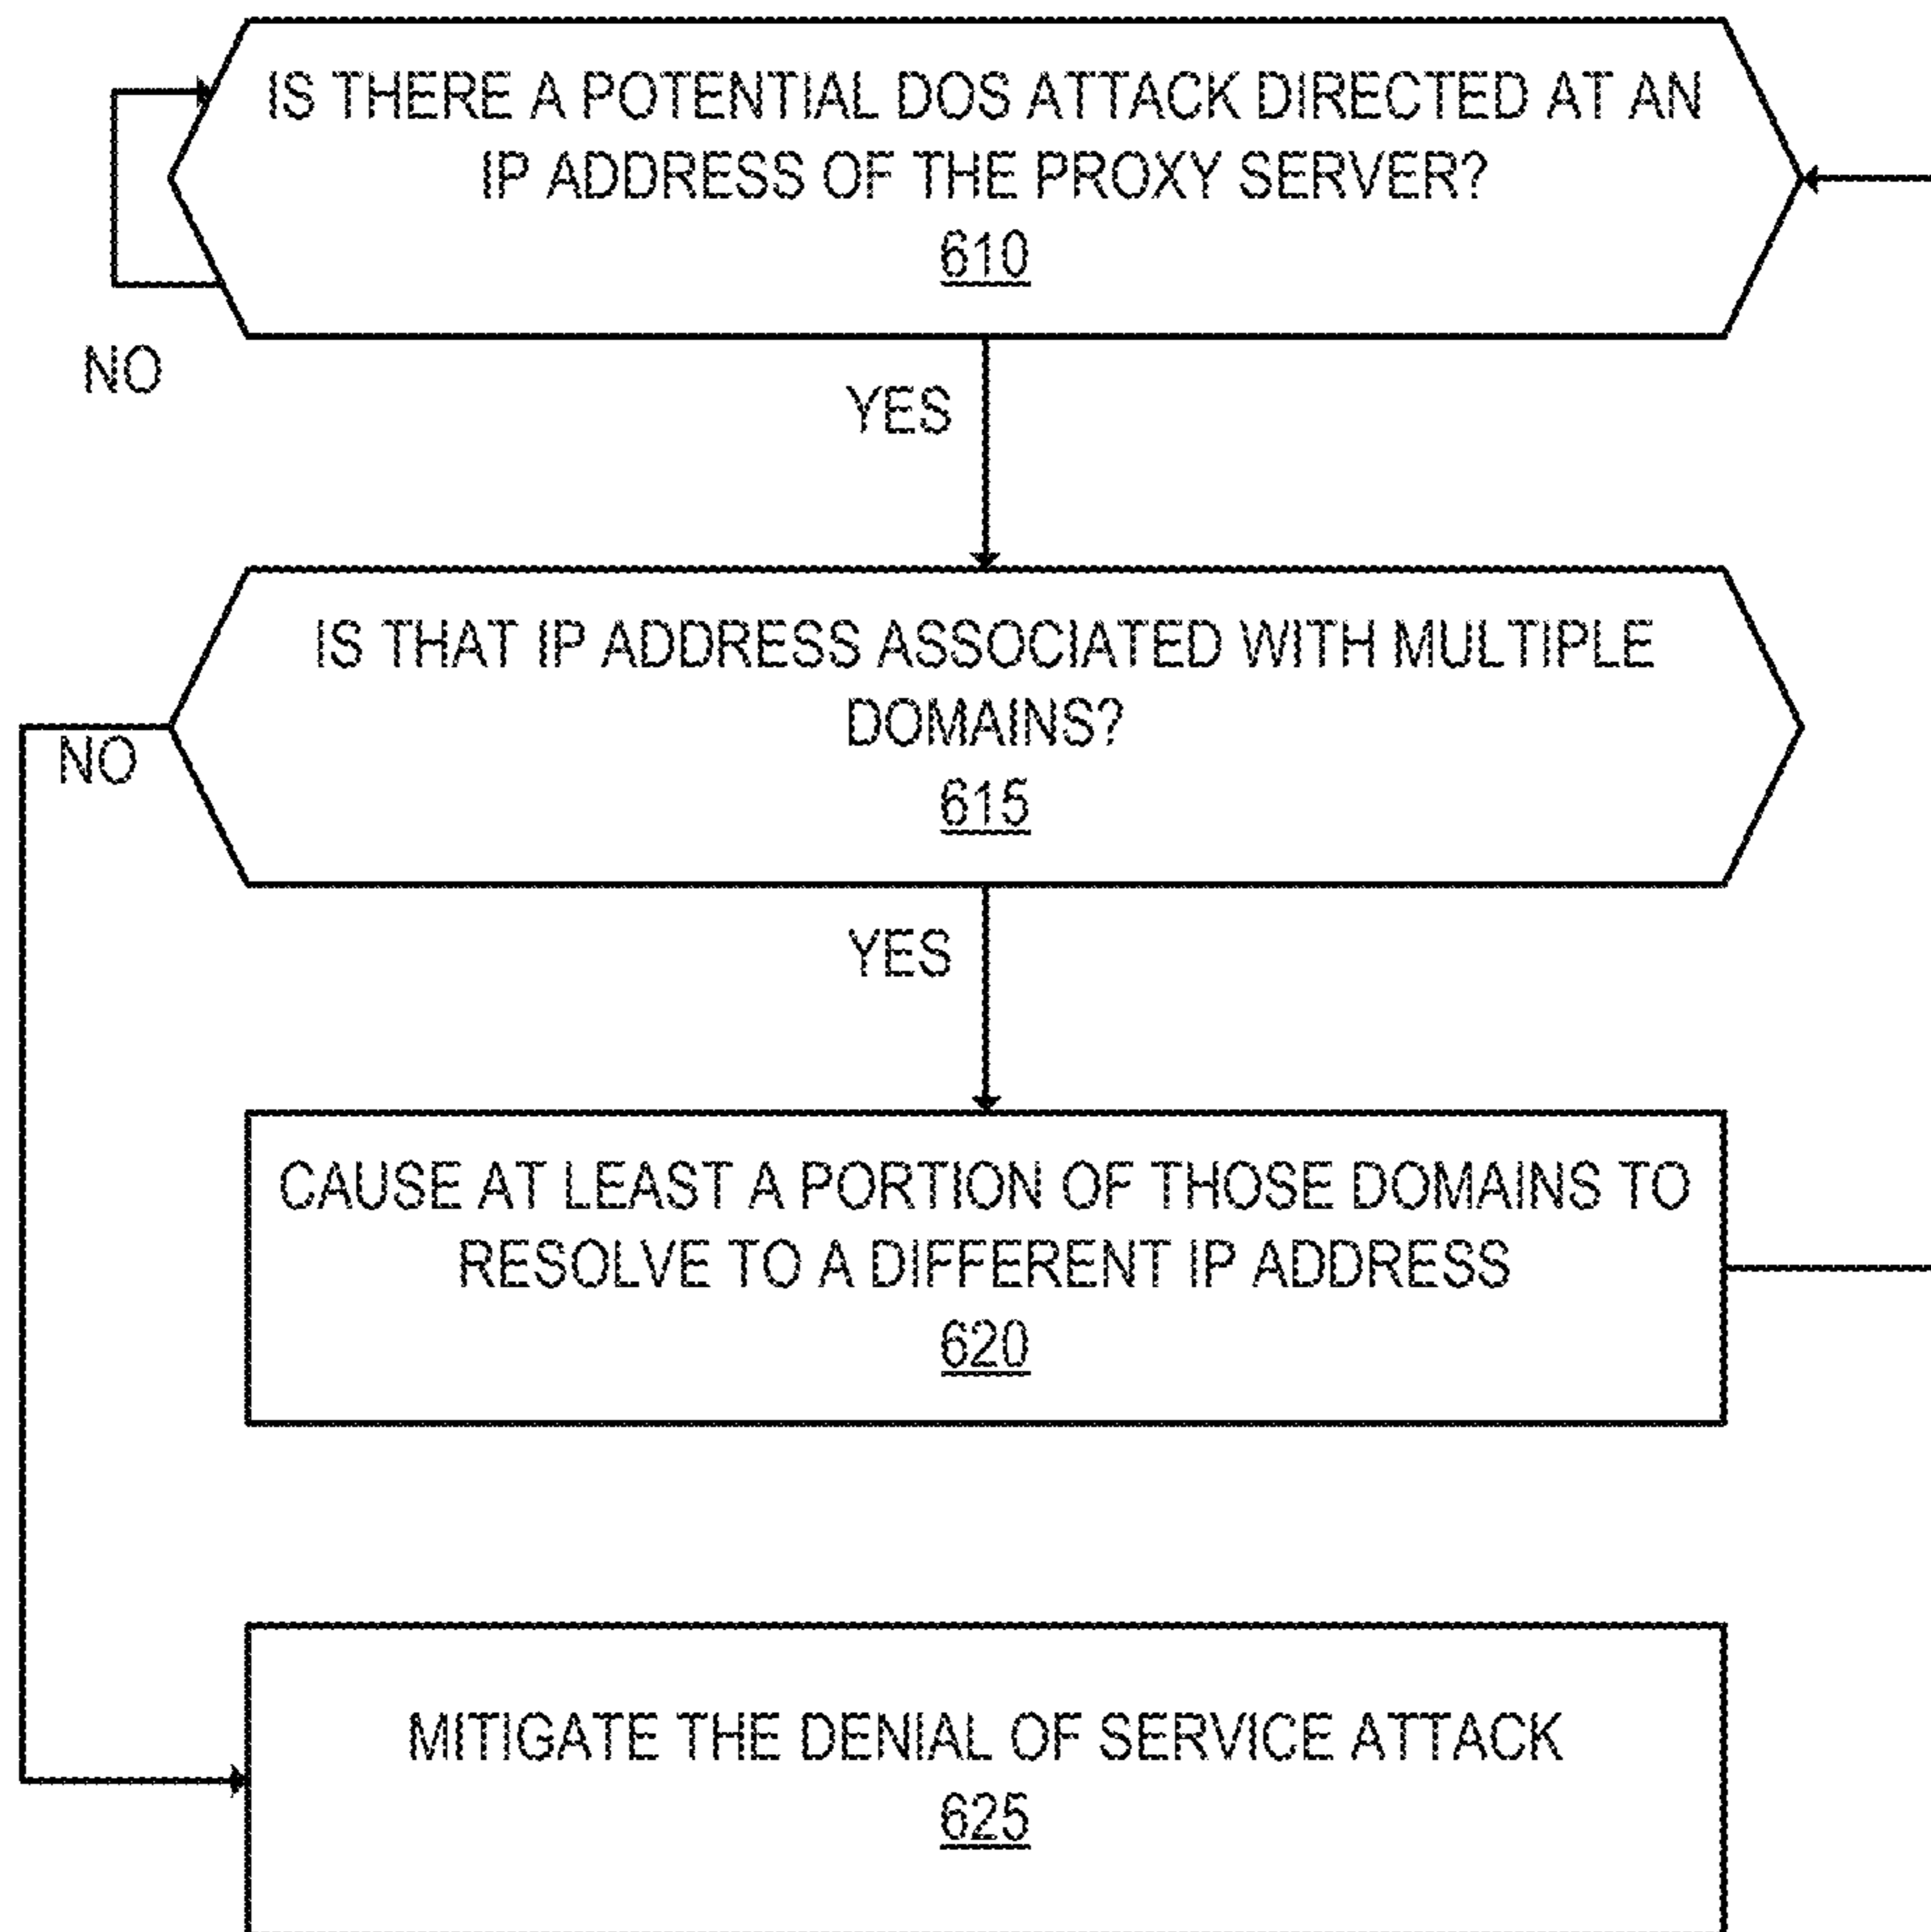 IS THERE A POTENTIAL DOS ATTACK DIRECTED AT AN
IP ADDRESS OF THE PROXY SERVER?
610
NO
YES
IS THAT IP ADDRESS ASSOCIATED WITH MULTIPLE
DOMAINS?
615
NO
YES
CAUSE AT LEAST A PORTION OF THOSE DOMAINS TO
RESOLVE TO A DIFFERENT IP ADDRESS
620
MITIGATE THE DENIAL OF SERVICE ATTACK
625